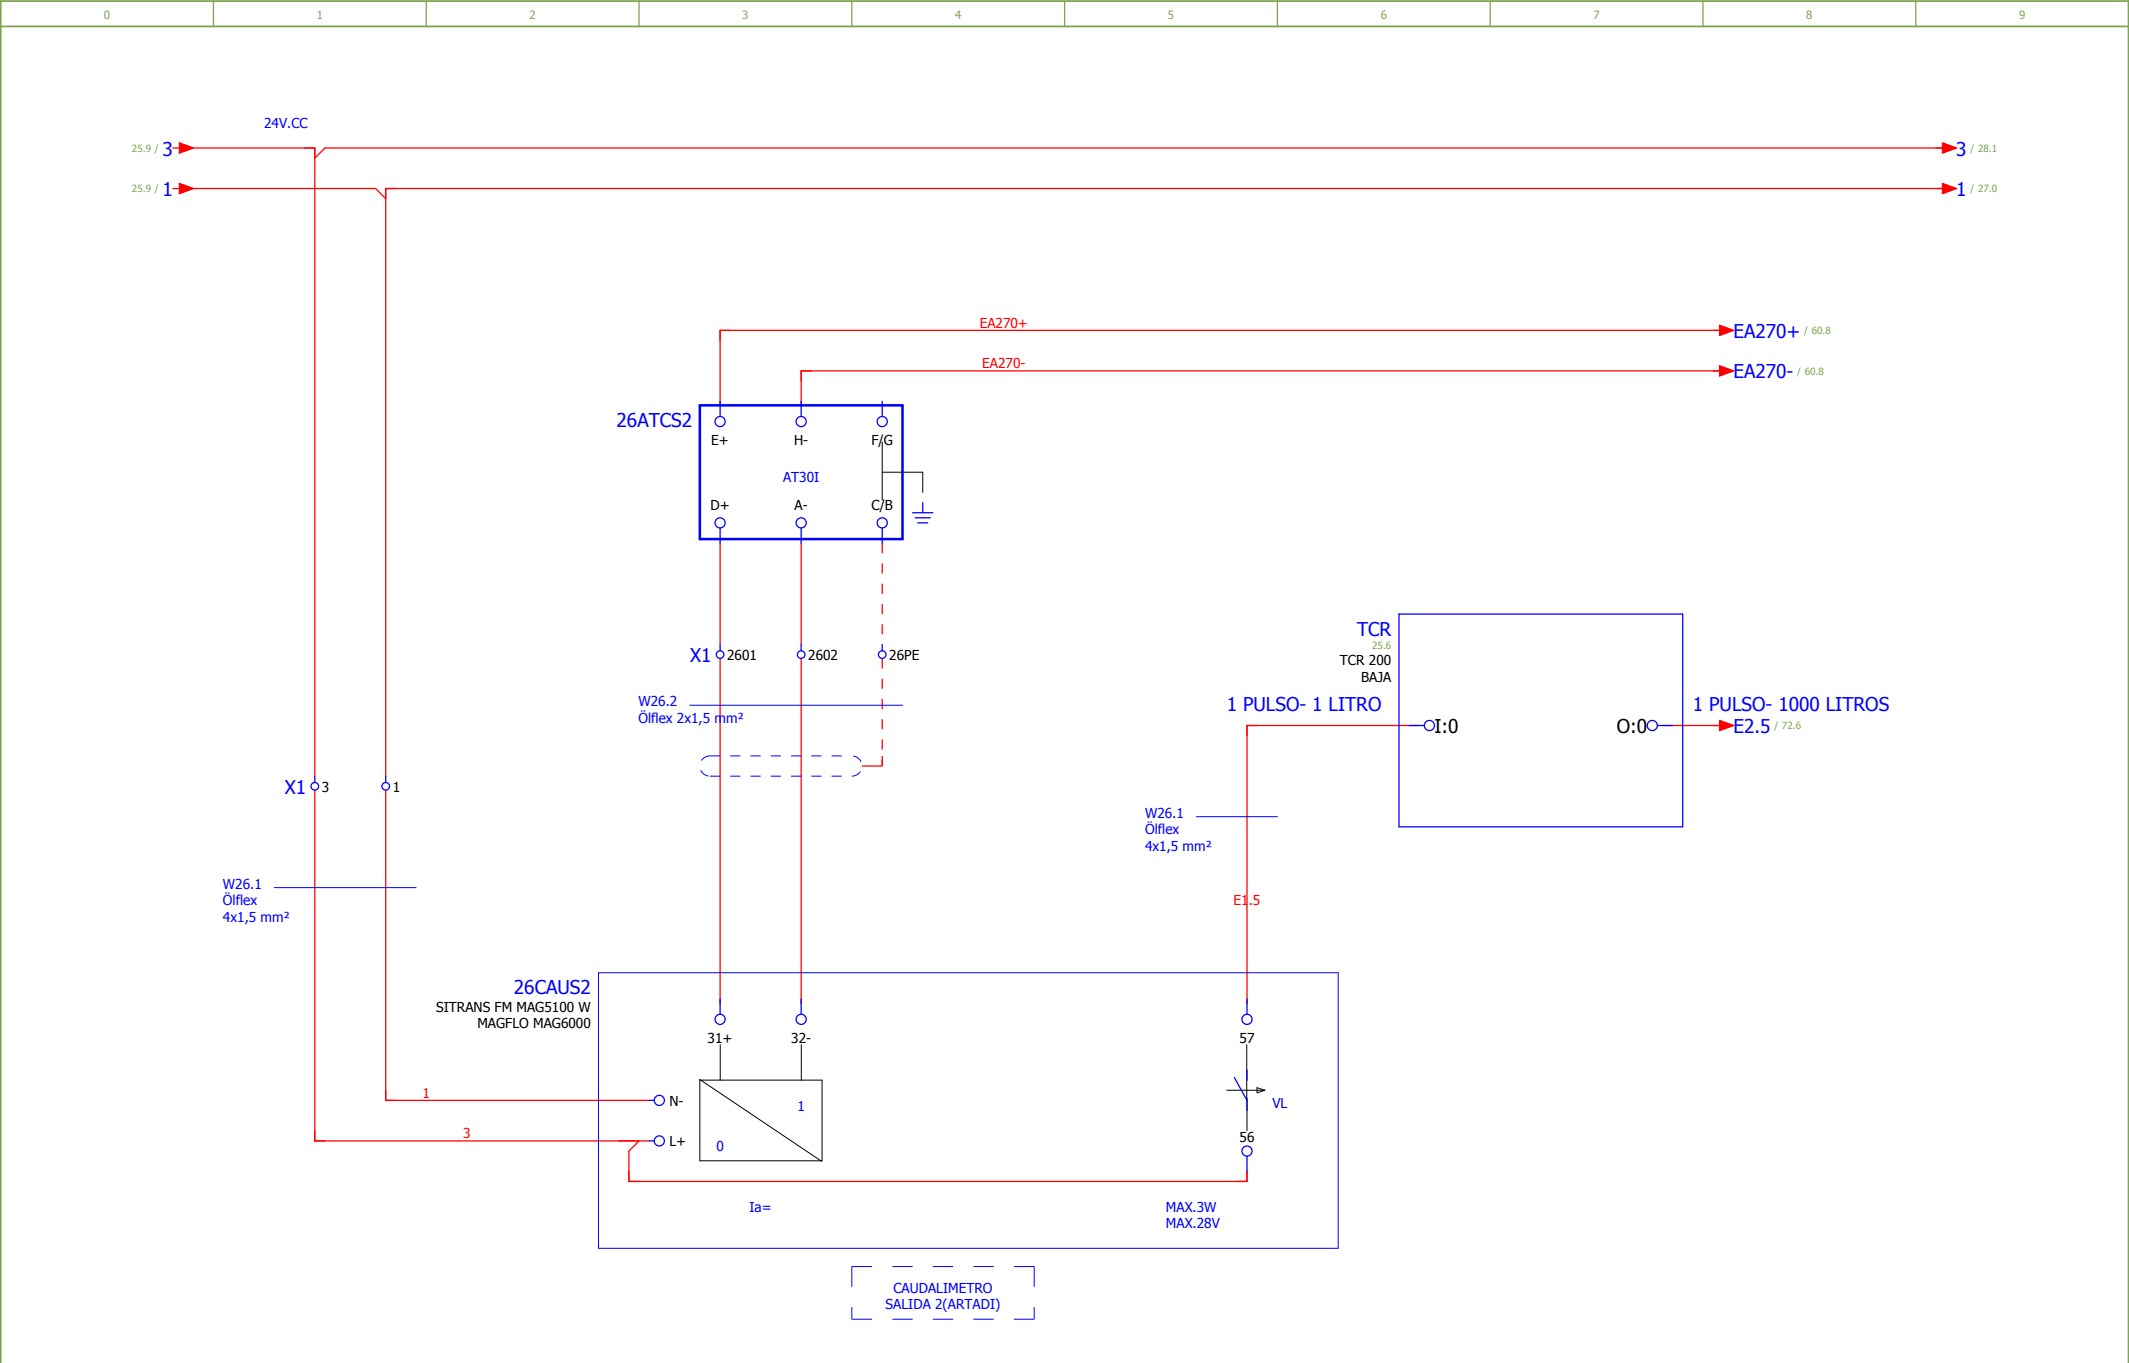 0 1 2 3 4 5 6 7 8 9
24V.CC
25.9 / 3
3 / 28.1
25.9 / 1
1 / 27.0
EA270+
EA270+ / 60.8
EA270-
EA270- / 60.8
26ATCS2
E+ H- F/G
AT30I
D+ A- C/B
X1 2601 2602 26PE
W26.2
Ölflex 2x1,5 mm²
TCR
25.6
TCR 200
BAJA
1 PULSO- 1 LITRO
1 PULSO- 1000 LITROS
I:0
O:0
E2.5 / 72.6
X1 3 1
W26.1
Ölflex
4x1,5 mm²
W26.1
Ölflex
4x1,5 mm²
E1.5
26CAUS2
SITRANS FM MAG5100 W
MAGFLO MAG6000
31+ 32- 57
1
N-
1
VL
3
L+
0
56
Ia=
MAX.3W
MAX.28V
CAUDALIMETRO
SALIDA 2(ARTADI)